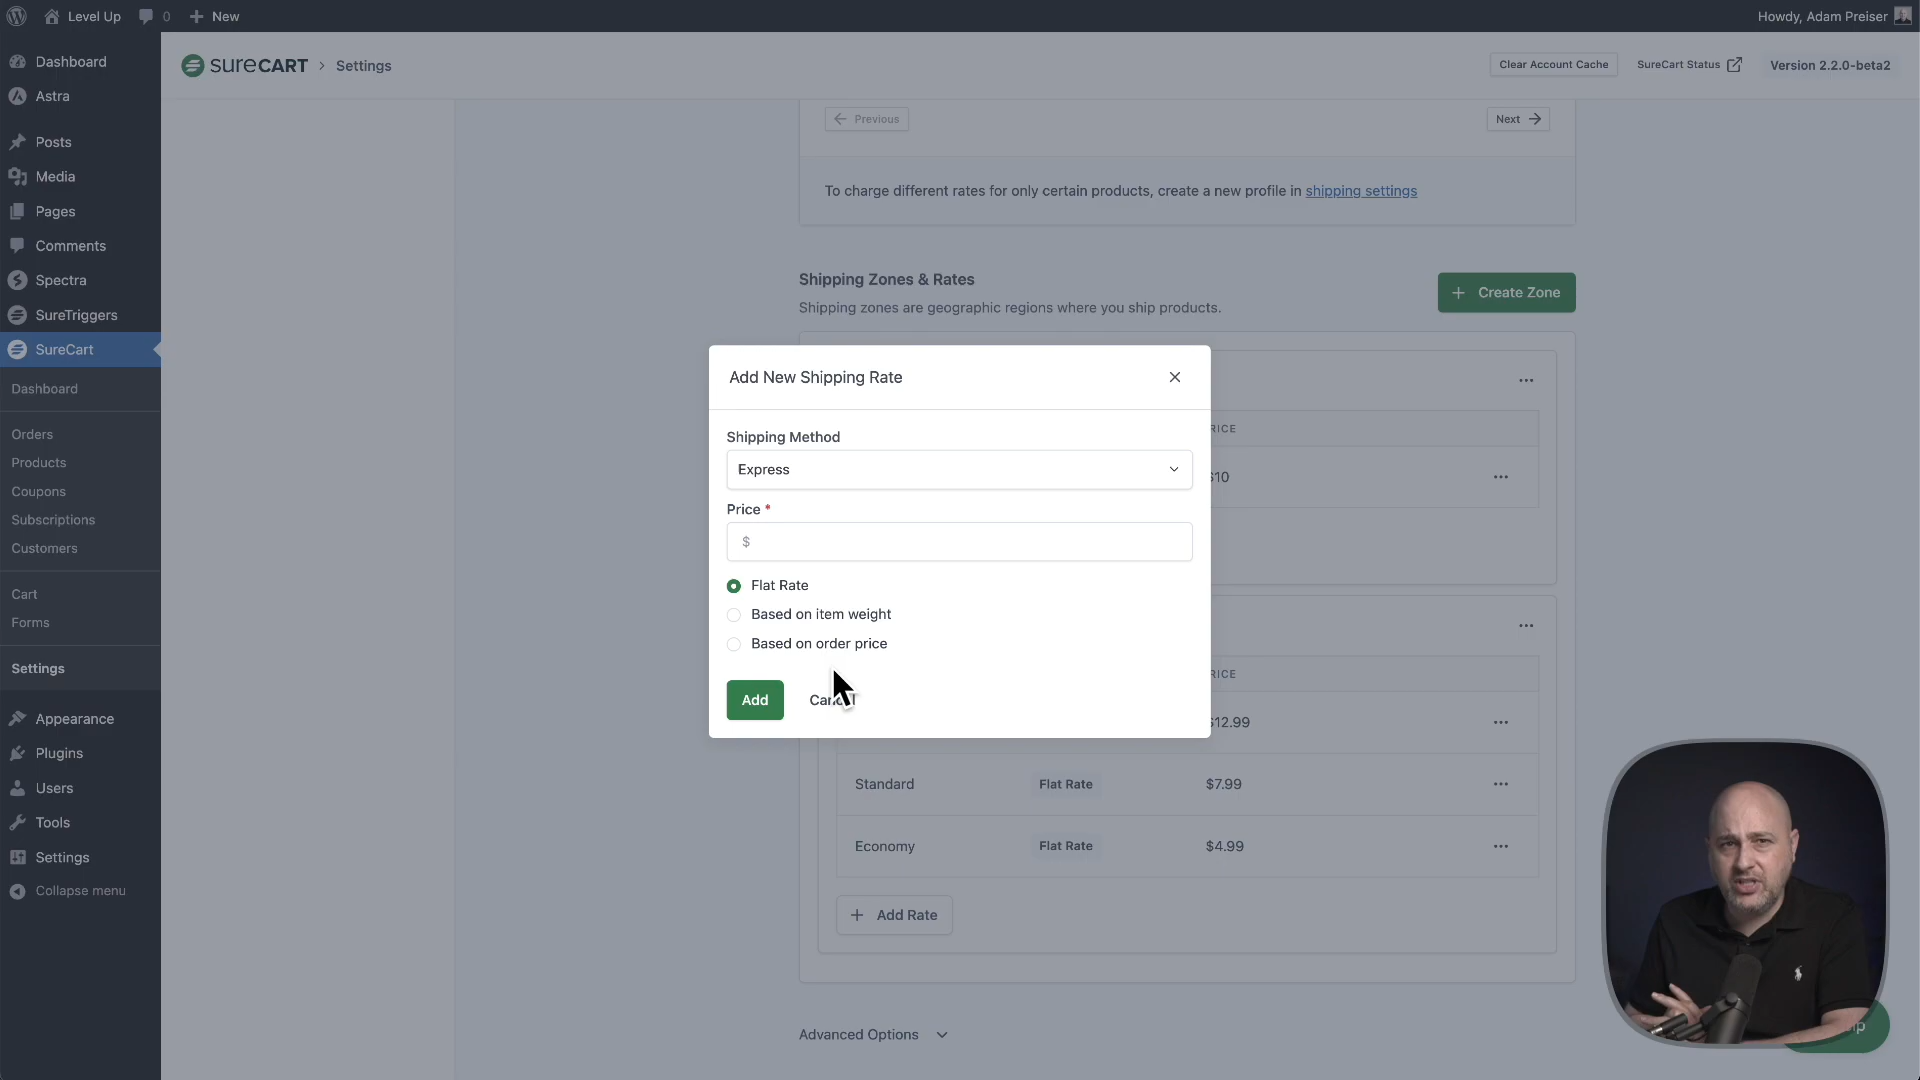 Level Up
0
New
Howdy, Adam Preiser
Dashboard
Astra
Posts
Media
Pages
Comments
Spectra
SureTriggers
SureCart
Dashboard
Orders
Products
Coupons
Subscriptions
Customers
Cart
Forms
Settings
Appearance
Plugins
Users
Tools
Settings
Collapse menu
SURECART > Settings
Clear Account Cache
SureCart Status
Version 2.2.0-beta2
Previous
Next
To charge different rates for only certain products, create a new profile in shipping settings
Shipping Zones & Rates
Shipping zones are geographic regions where you ship products.
Create Zone
Add New Shipping Rate
Shipping Method
Express
Price *
$
Flat Rate
Based on item weight
Based on order price
Add
Cancel
$12.99
Standard
Flat Rate
$7.99
Economy
Flat Rate
$4.99
Add Rate
Advanced Options